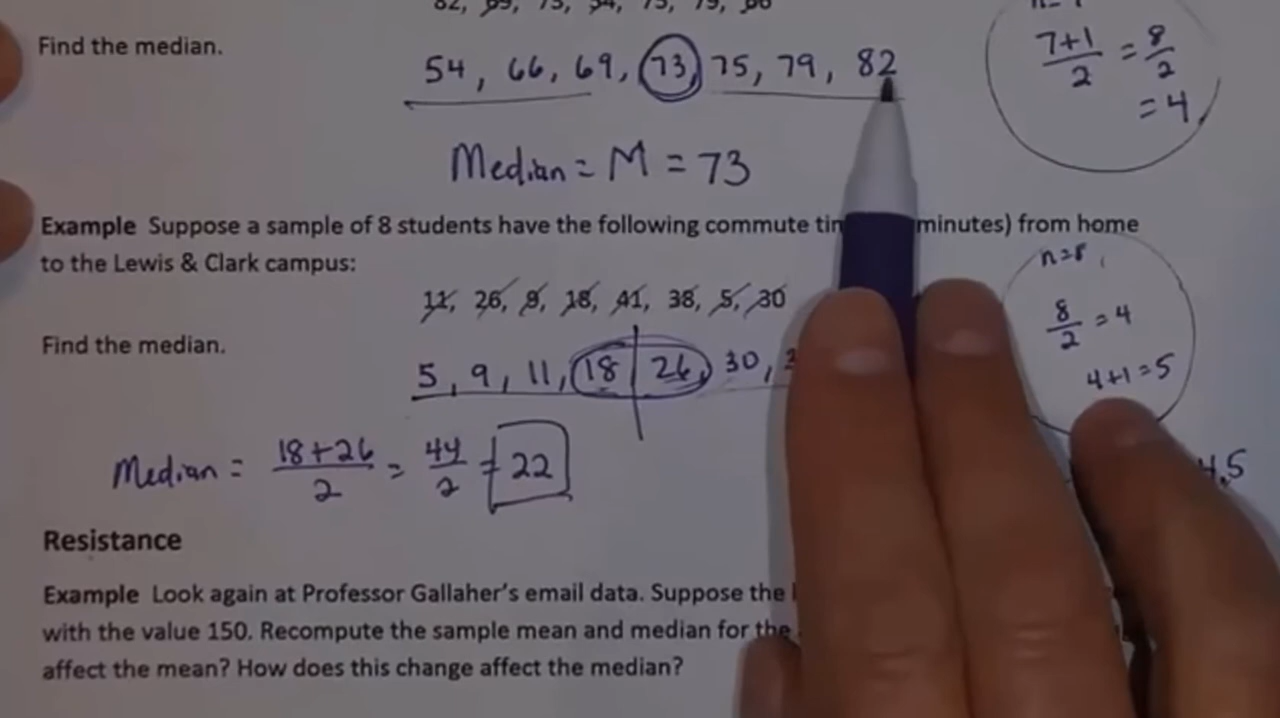 Find the median.
54, 66, 69, 73, 75, 79, 82
7+1
2
= 8
2
= 4
Median = M = 73
Example Suppose a sample of 8 students have the following commute minutes) from home
to the Lewis & Clark campus:
n=8
11, 26, 9, 18, 41, 38, 5, 30
8
2
= 4
4+1=5
Find the median.
5, 9, 11, 18 26, 30,
Median = 18+26
2
= 44
2
= 22
4.5
Resistance
Example Look again at Professor Gallaher's email data. Suppose the
with the value 150. Recompute the sample mean and median for the
affect the mean? How does this change affect the median?